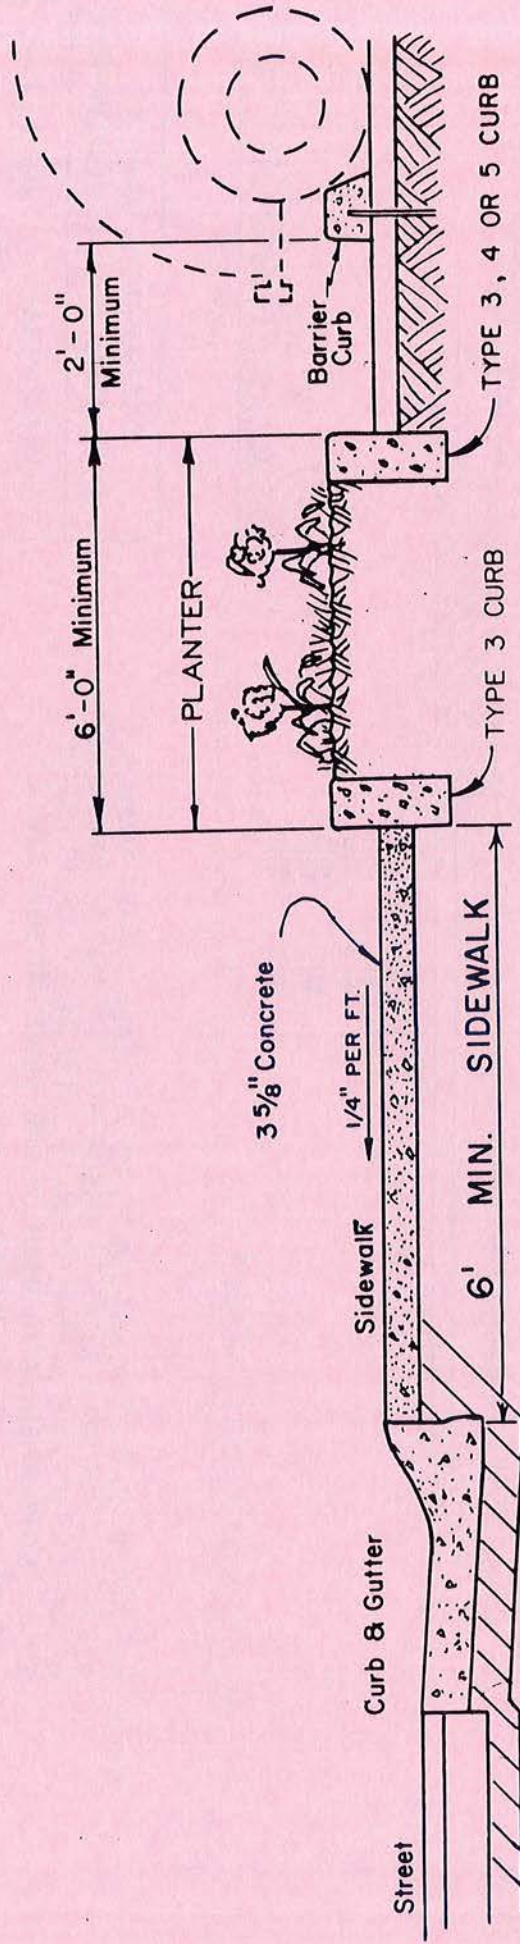 6'-0" Minimum
2'-0"
Minimum
PLANTER
3 5/8" Concrete
1/4" PER FT.
Barrier
Curb
Street
Curb & Gutter
Sidewalk
6' MIN. SIDEWALK
TYPE 3 CURB
TYPE 3, 4 OR 5 CURB